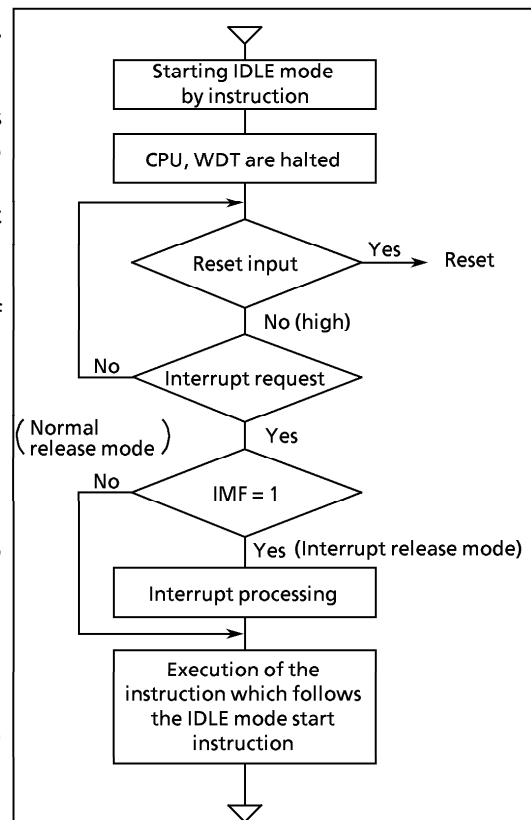 Starting IDLE mode
by instruction
CPU, WDT are halted
Reset input
Yes
Reset
No (high)
No
Interrupt request
(Normal
release mode)
Yes
No
IMF = 1
Yes (Interrupt release mode)
Interrupt processing
Execution of the
instruction which follows
the IDLE mode start
instruction